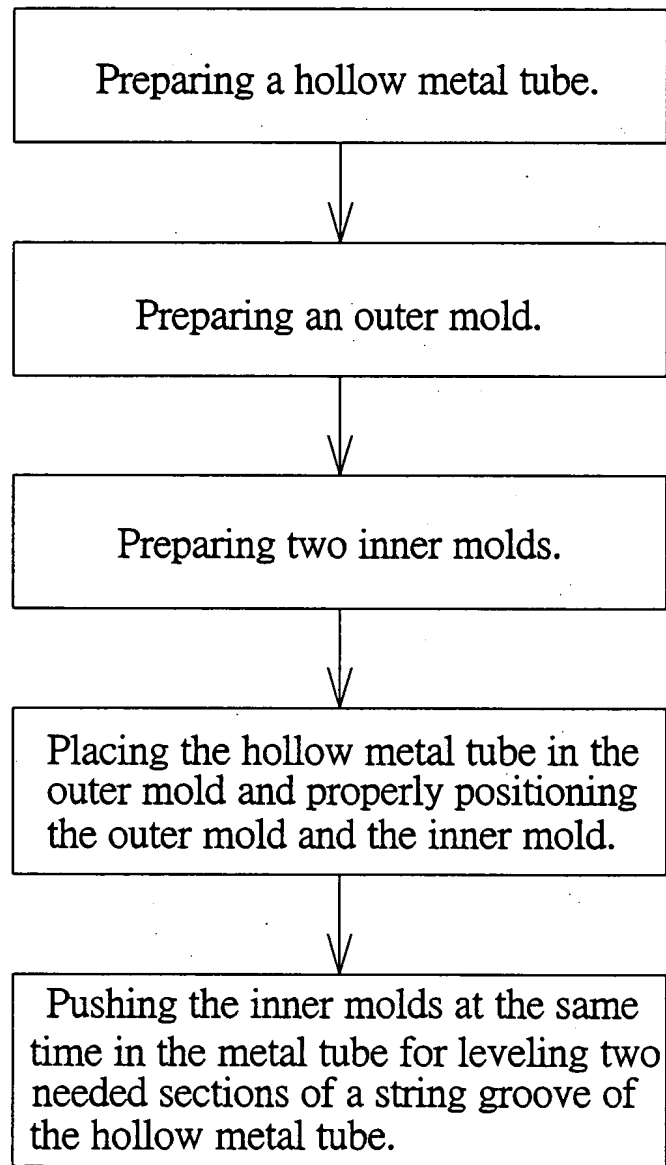 Preparing a hollow metal tube.
Preparing an outer mold.
Preparing two inner molds.
Placing the hollow metal tube in the
outer mold and properly positioning
the outer mold and the inner mold.
Pushing the inner molds at the same
time in the metal tube for leveling two
needed sections of a string groove of
the hollow metal tube.